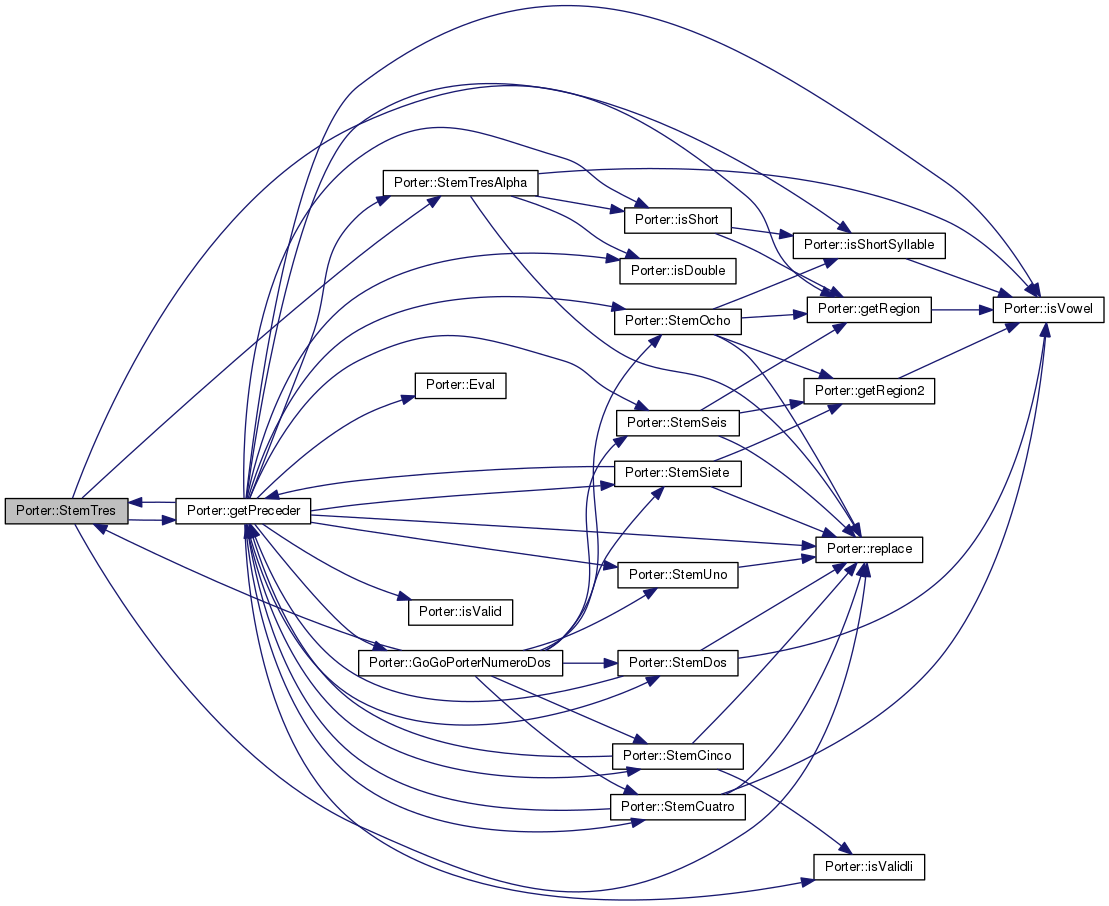 Porter::StemTresAlpha
Porter::isShort
Porter::isShortSyllable
Porter::isDouble
Porter::getRegion
Porter::isVowel
Porter::StemOcho
Porter::Eval
Porter::getRegion2
Porter::StemSeis
Porter::StemSiete
Porter::StemTres
Porter::getPreceder
Porter::replace
Porter::StemUno
Porter::isValid
Porter::GoGoPorterNumeroDos
Porter::StemDos
Porter::StemCinco
Porter::StemCuatro
Porter::isValidli